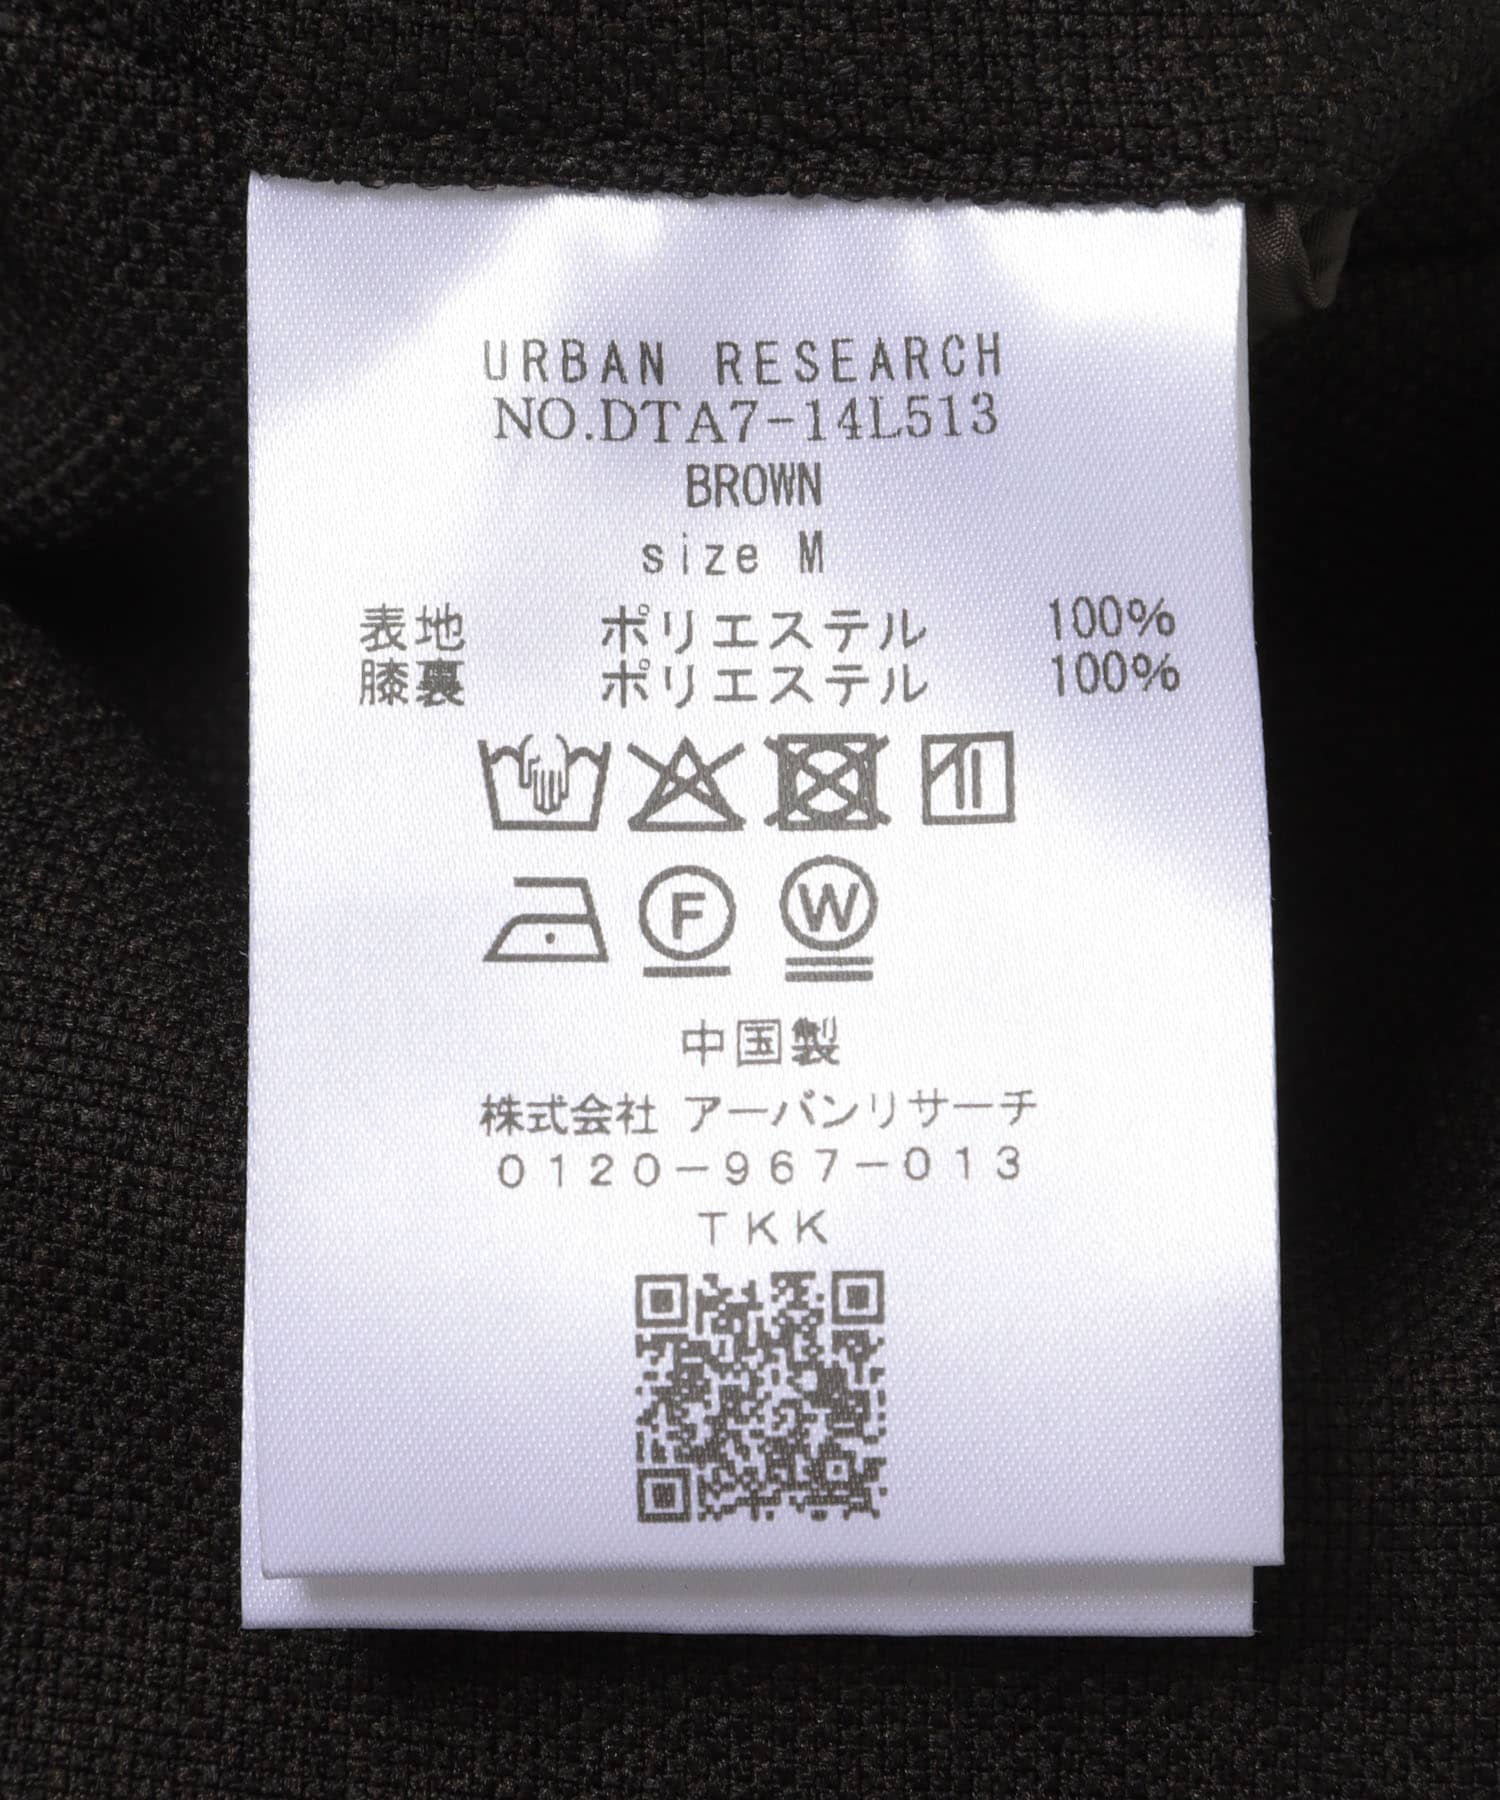 URBAN RESEARCH
NO.DTA7-14L513
BROWN
size M
表地 ポリエステル 100%
膝裏 ポリエステル 100%
F W
中国製
株式会社 アーバンリサーチ
0120-967-013
TKK